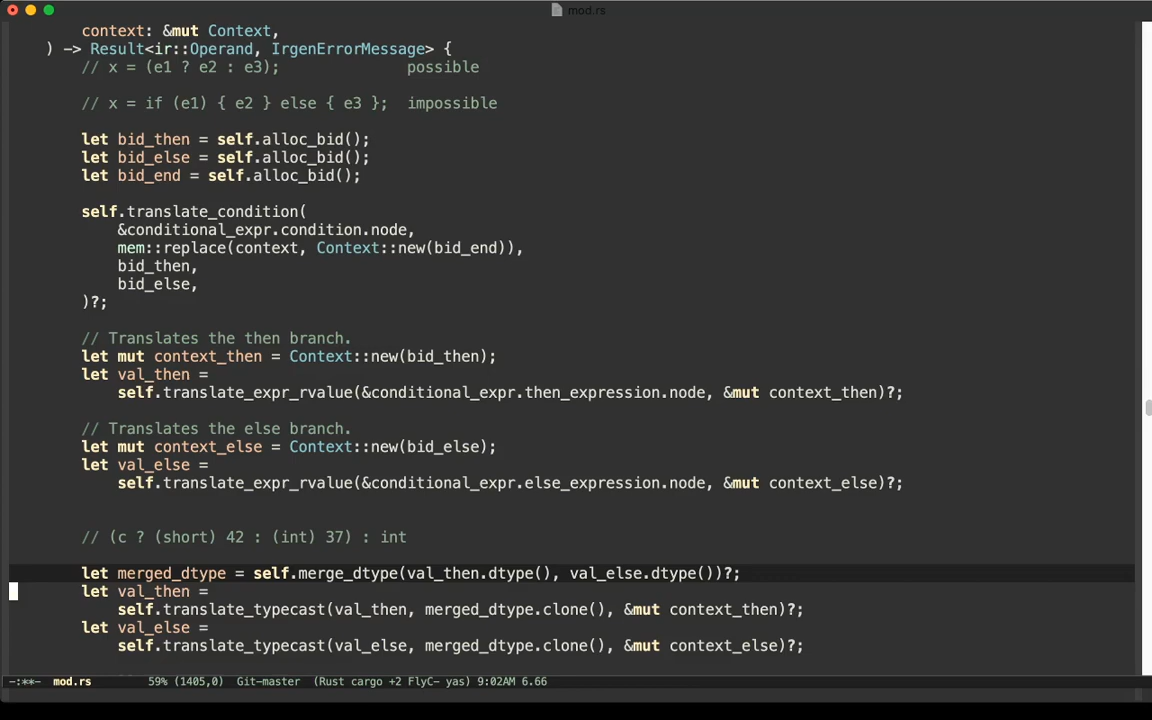 mod.rs
context: &mut Context,
) -> Result<ir::Operand, IrgenErrorMessage> {
// x = (e1 ? e2 : e3); possible
// x = if (e1) { e2 } else { e3 }; impossible
let bid_then = self.alloc_bid();
let bid_else = self.alloc_bid();
let bid_end = self.alloc_bid();
self.translate_condition(
&conditional_expr.condition.node,
mem::replace(context, Context::new(bid_end)),
bid_then,
bid_else,
)?;
// Translates the then branch.
let mut context_then = Context::new(bid_then);
let val_then =
self.translate_expr_rvalue(&conditional_expr.then_expression.node, &mut context_then)?;
// Translates the else branch.
let mut context_else = Context::new(bid_else);
let val_else =
self.translate_expr_rvalue(&conditional_expr.else_expression.node, &mut context_else)?;
// (c ? (short) 42 : (int) 37) : int
let merged_dtype = self.merge_dtype(val_then.dtype(), val_else.dtype())?;
let val_then =
self.translate_typecast(val_then, merged_dtype.clone(), &mut context_then)?;
let val_else =
self.translate_typecast(val_else, merged_dtype.clone(), &mut context_else)?;
-:**- mod.rs 59% (1405,0) Git-master (Rust cargo +2 FlyC- yas) 9:02AM 6.66